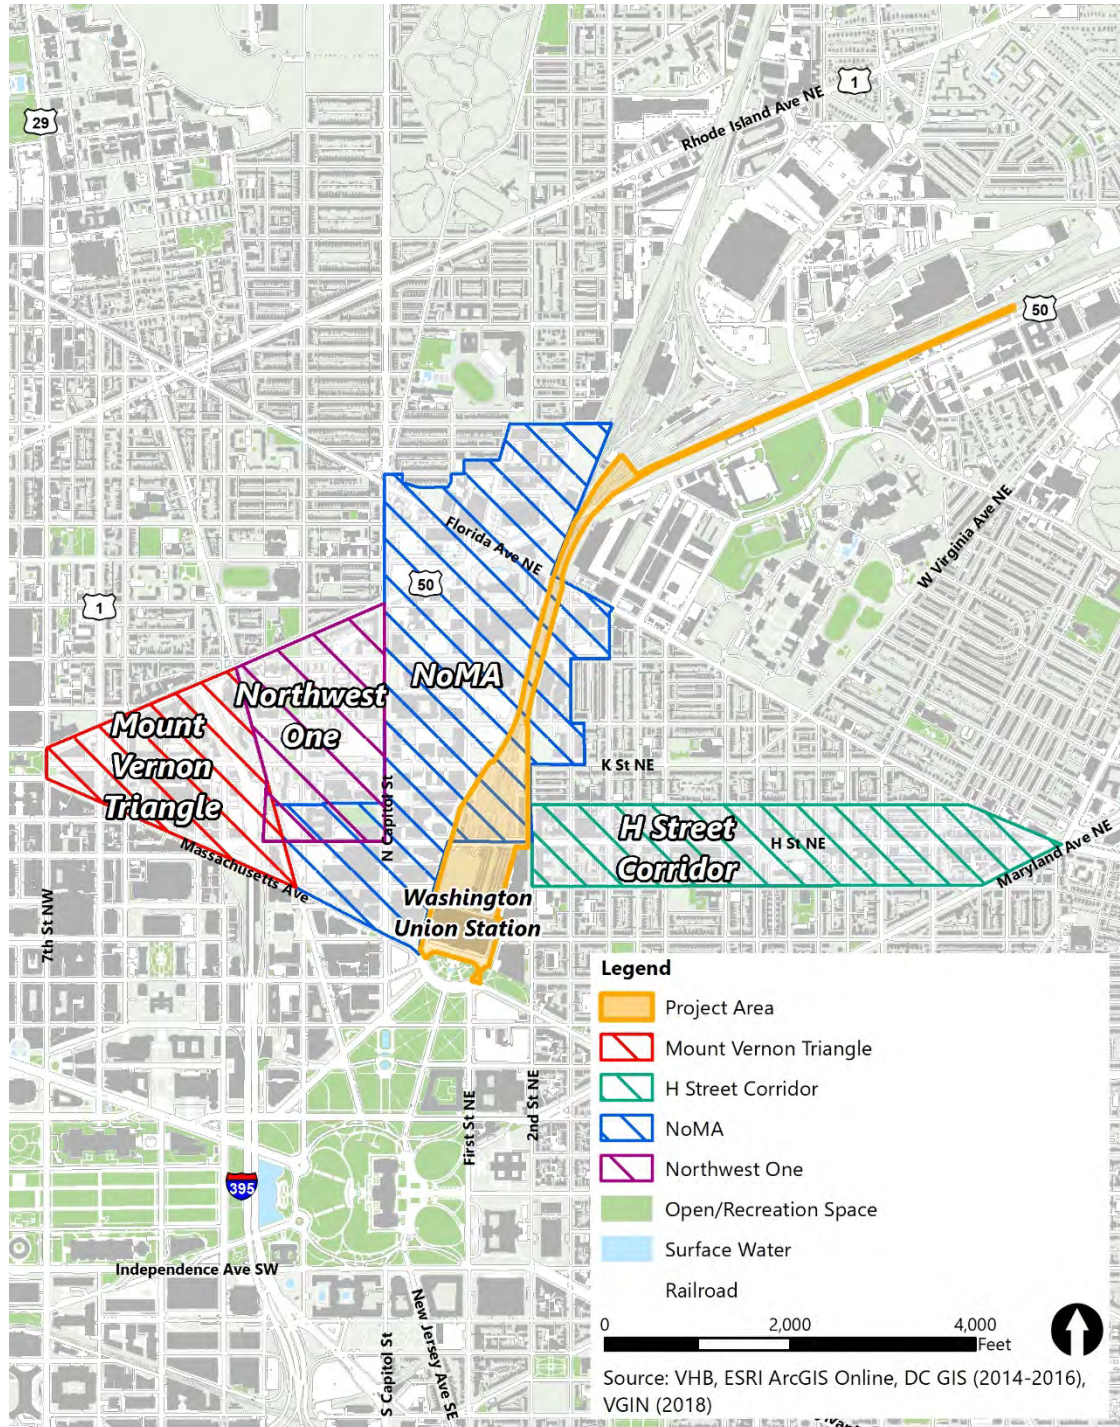 1
Rhode Island Ave NE
29
50
Florida Ave NE
W Virginia Ave NE
50
1
NoMA
Northwest
One
Mount
Vernon
Triangle
K St NE
N Capitol St
H Street
Corridor
H St NE
Maryland Ave NE
Massachusetts Ave
7th St NW
Washington
Union Station
First St NE
2nd St NE
395
Independence Ave SW
New Jersey Ave SE
S Capitol St
Legend
Project Area
Mount Vernon Triangle
H Street Corridor
NoMA
Northwest One
Open/Recreation Space
Surface Water
Railroad
0 2,000 4,000
Feet
Source: VHB, ESRI ArcGIS Online, DC GIS (2014-2016),
VGIN (2018)